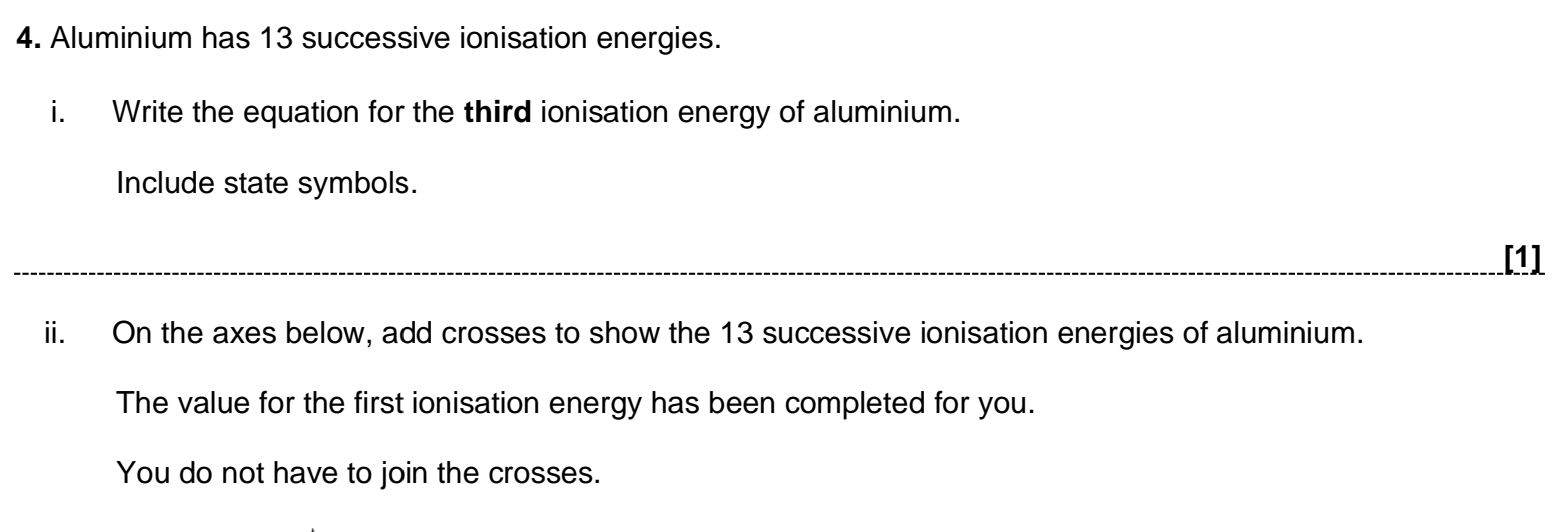 4. Aluminium has 13 successive ionisation energies.
i. Write the equation for the third ionisation energy of aluminium.
Include state symbols.
[1]
ii. On the axes below, add crosses to show the 13 successive ionisation energies of aluminium.
The value for the first ionisation energy has been completed for you.
You do not have to join the crosses.